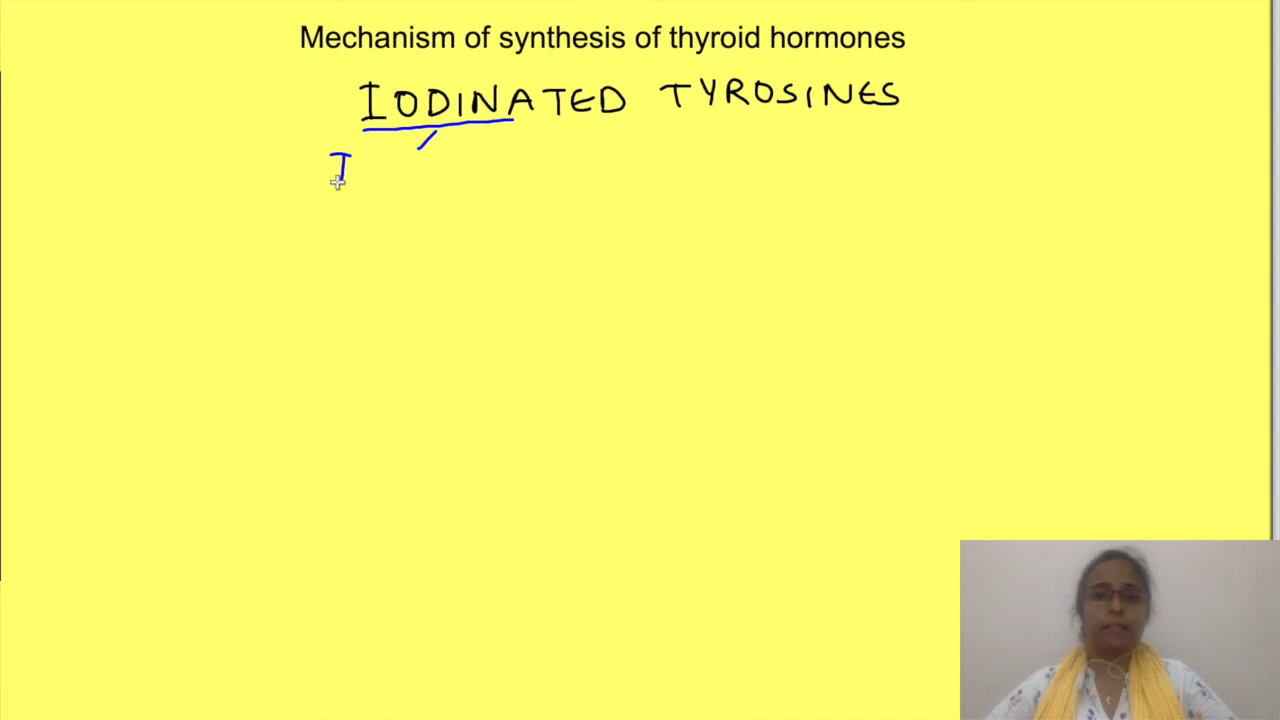 Mechanism of synthesis of thyroid hormones
IODINATED TYROSINES
I